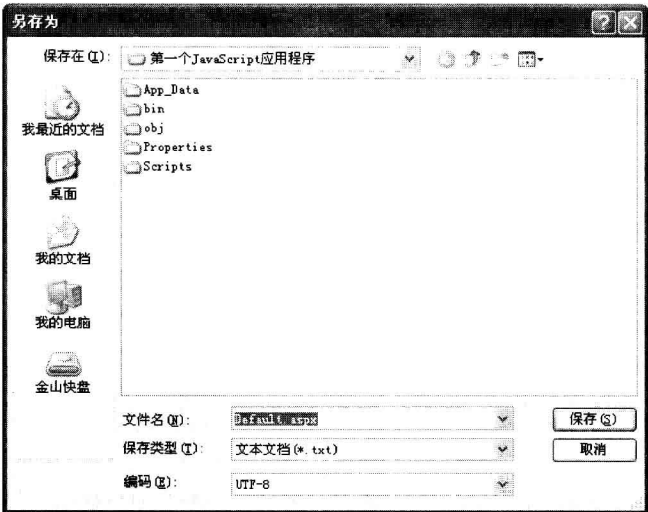 另存为
保存在(I):
第一个JavaScript应用程序
App_Data
bin
obj
Properties
Scripts
我最近的文档
桌面
我的文档
我的电脑
金山快盘
文件名(N):
Default.aspx
保存(S)
保存类型(T):
文本文档(*.txt)
取消
编码(E):
UTF-8